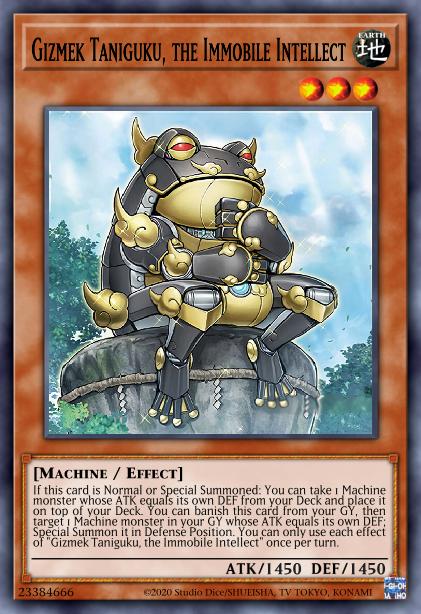 Gizmek Taniguku, the Immobile Intellect
EARTH
地
[Machine / Effect]
If this card is Normal or Special Summoned: You can take 1 Machine
monster whose ATK equals its own DEF from your Deck and place it
on top of your Deck. You can banish this card from your GY, then
target 1 Machine monster in your GY whose ATK equals its own DEF;
Special Summon it in Defense Position. You can only use each effect
of "Gizmek Taniguku, the Immobile Intellect" once per turn.
ATK/1450 DEF/1450
23384666
©2020 Studio Dice/SHUEISHA, TV TOKYO, KONAMI